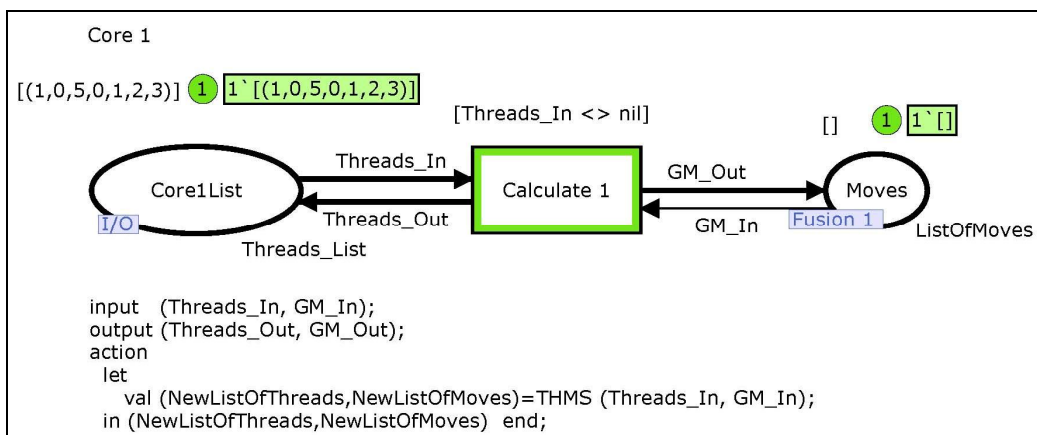 Core 1
[(1,0,5,0,1,2,3)] 1 1`[(1,0,5,0,1,2,3)]
[Threads_In <> nil]
[] 1 1`[]
Threads_In
GM_Out
Core1List
Calculate 1
Moves
I/O
Threads_Out
GM_In
Fusion 1
Threads_List
ListOfMoves
input (Threads_In, GM_In);
output (Threads_Out, GM_Out);
action
let
val (NewListOfThreads,NewListOfMoves)=THMS (Threads_In, GM_In);
in (NewListOfThreads,NewListOfMoves) end;